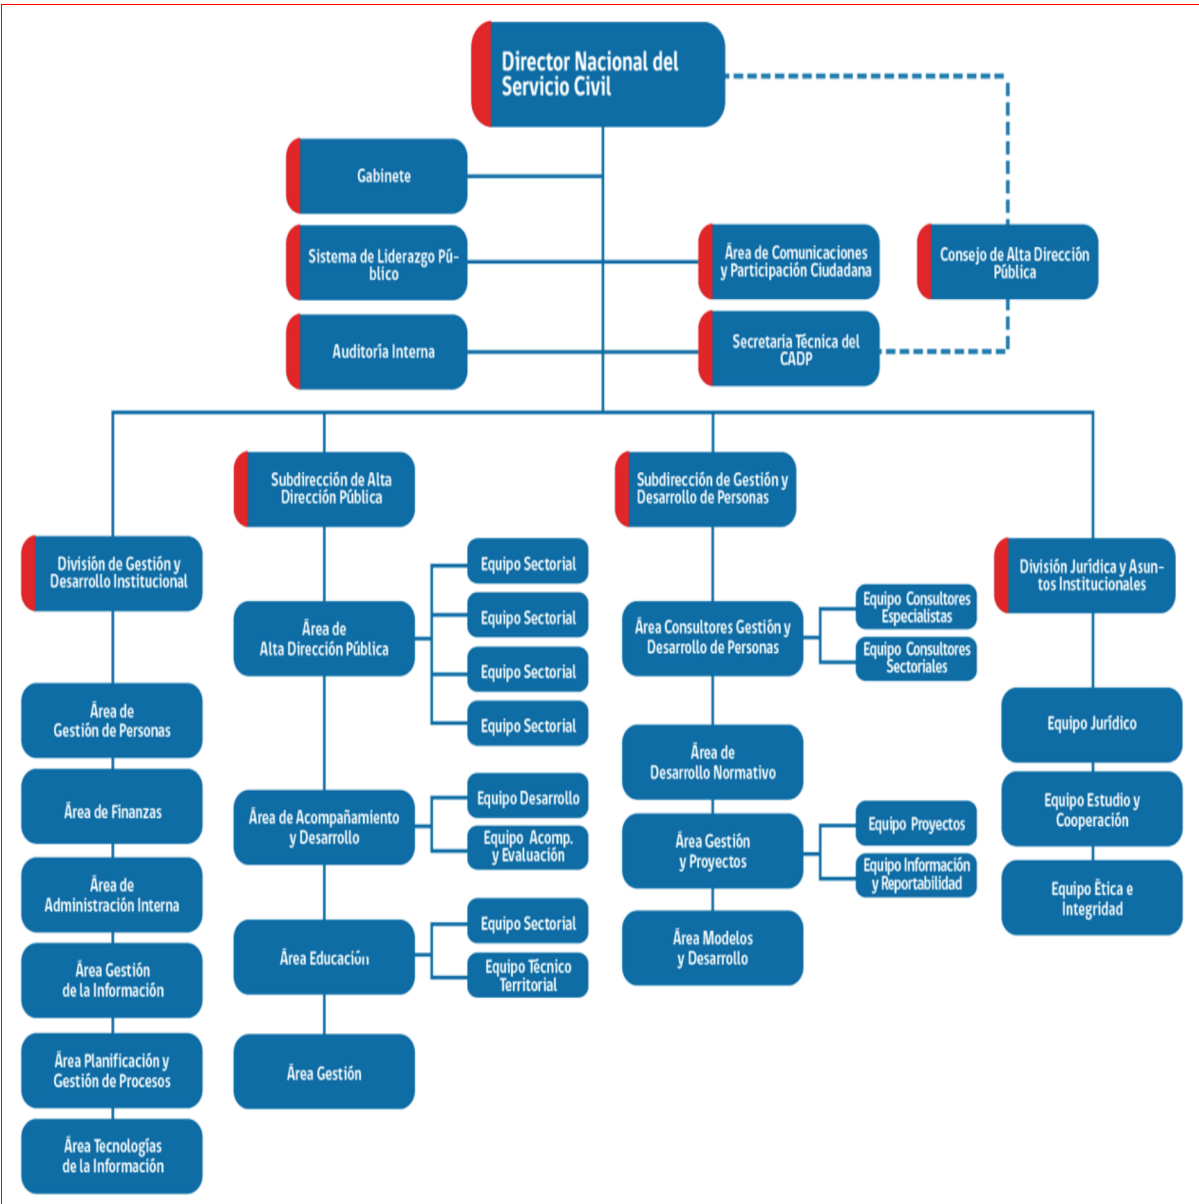 Director Nacional del
Servicio Civil
Gabinete
Sistema de Liderazgo Pú-
blico
Área de Comunicaciones
y Participación Ciudadana
Consejo de Alta Dirección
Pública
Auditoría Interna
Secretaria Técnica del
CADP
División de Gestión y
Desarrollo Institucional
Área de
Gestión de Personas
Área de Finanzas
Área de
Administración Interna
Área Gestión
de la Información
Área Planificación y
Gestión de Procesos
Área Tecnologías
de la Información
Subdirección de Alta
Dirección Pública
Área de
Alta Dirección Pública
Equipo Sectorial
Equipo Sectorial
Equipo Sectorial
Equipo Sectorial
Área de Acompañamiento
y Desarrollo
Equipo Desarrollo
Equipo Acomp.
y Evaluación
Área Educación
Equipo Sectorial
Equipo Técnico
Territorial
Área Gestión
Subdirección de Gestión y
Desarrollo de Personas
Área Consultores Gestión y
Desarrollo de Personas
Equipo Consultores
Especialistas
Equipo Consultores
Sectoriales
Área de
Desarrollo Normativo
Área Gestión
y Proyectos
Equipo Proyectos
Equipo Información
y Reportabilidad
Área Modelos
y Desarrollo
División Jurídica y Asun-
tos Institucionales
Equipo Jurídico
Equipo Estudio y
Cooperación
Equipo Ética e
Integridad